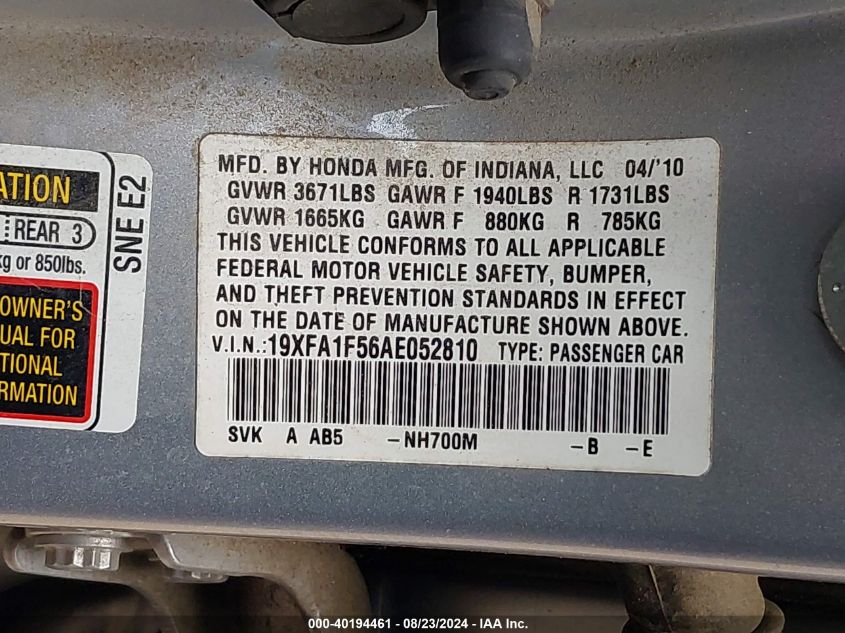 MFD. BY HONDA MFG. OF INDIANA, LLC 04/'10
GVWR 3671LBS GAWR F 1940LBS R 1731LBS
GVWR 1665KG GAWR F 880KG R 785KG
THIS VEHICLE CONFORMS TO ALL APPLICABLE
FEDERAL MOTOR VEHICLE SAFETY, BUMPER,
AND THEFT PREVENTION STANDARDS IN EFFECT
ON THE DATE OF MANUFACTURE SHOWN ABOVE.
V.I.N.:19XFA1F56AE052810 TYPE: PASSENGER CAR
SVK A AB5 -NH700M -B -E
ATION
REAR 3
kg or 850lbs.
OWNER'S
UAL FOR
TIONAL
FORMATION
SNE E2
000-40194461 - 08/23/2024 - IAA Inc.